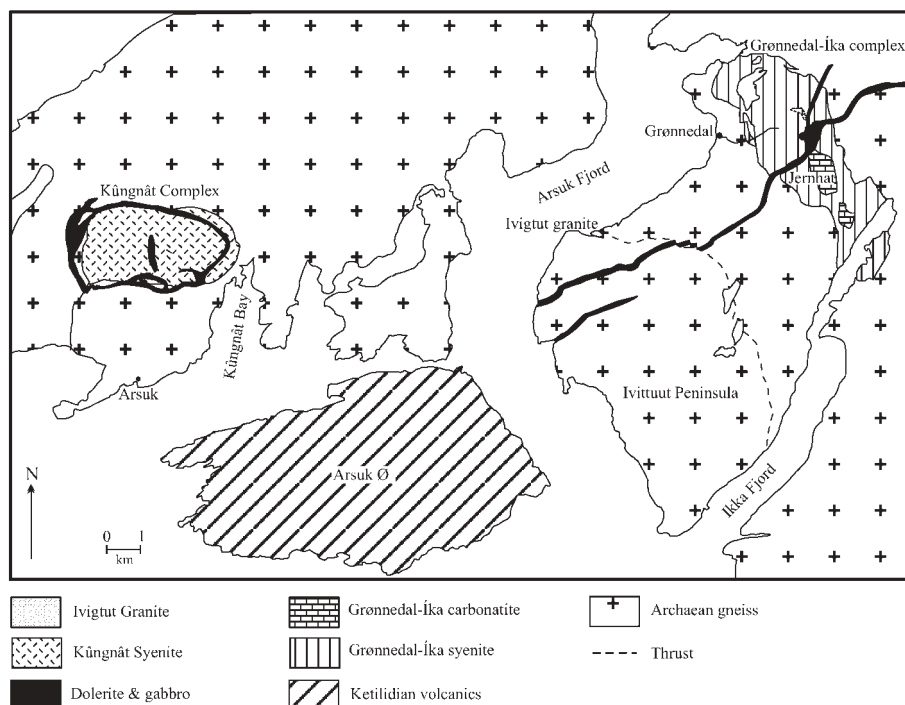 Grønnedal-Íka complex
Grønnedal
Arsuk Fjord
Jernhat
Kûngnât Complex
Ivigtut granite
Kûngnât Bay
Arsuk
Ivittuut Peninsula
Arsuk Ø
Ikka Fjord
N
0 1
km
Ivigtut Granite
Grønnedal-Íka carbonatite
Archaean gneiss
Kûngnât Syenite
Grønnedal-Íka syenite
Thrust
Dolerite & gabbro
Ketilidian volcanics